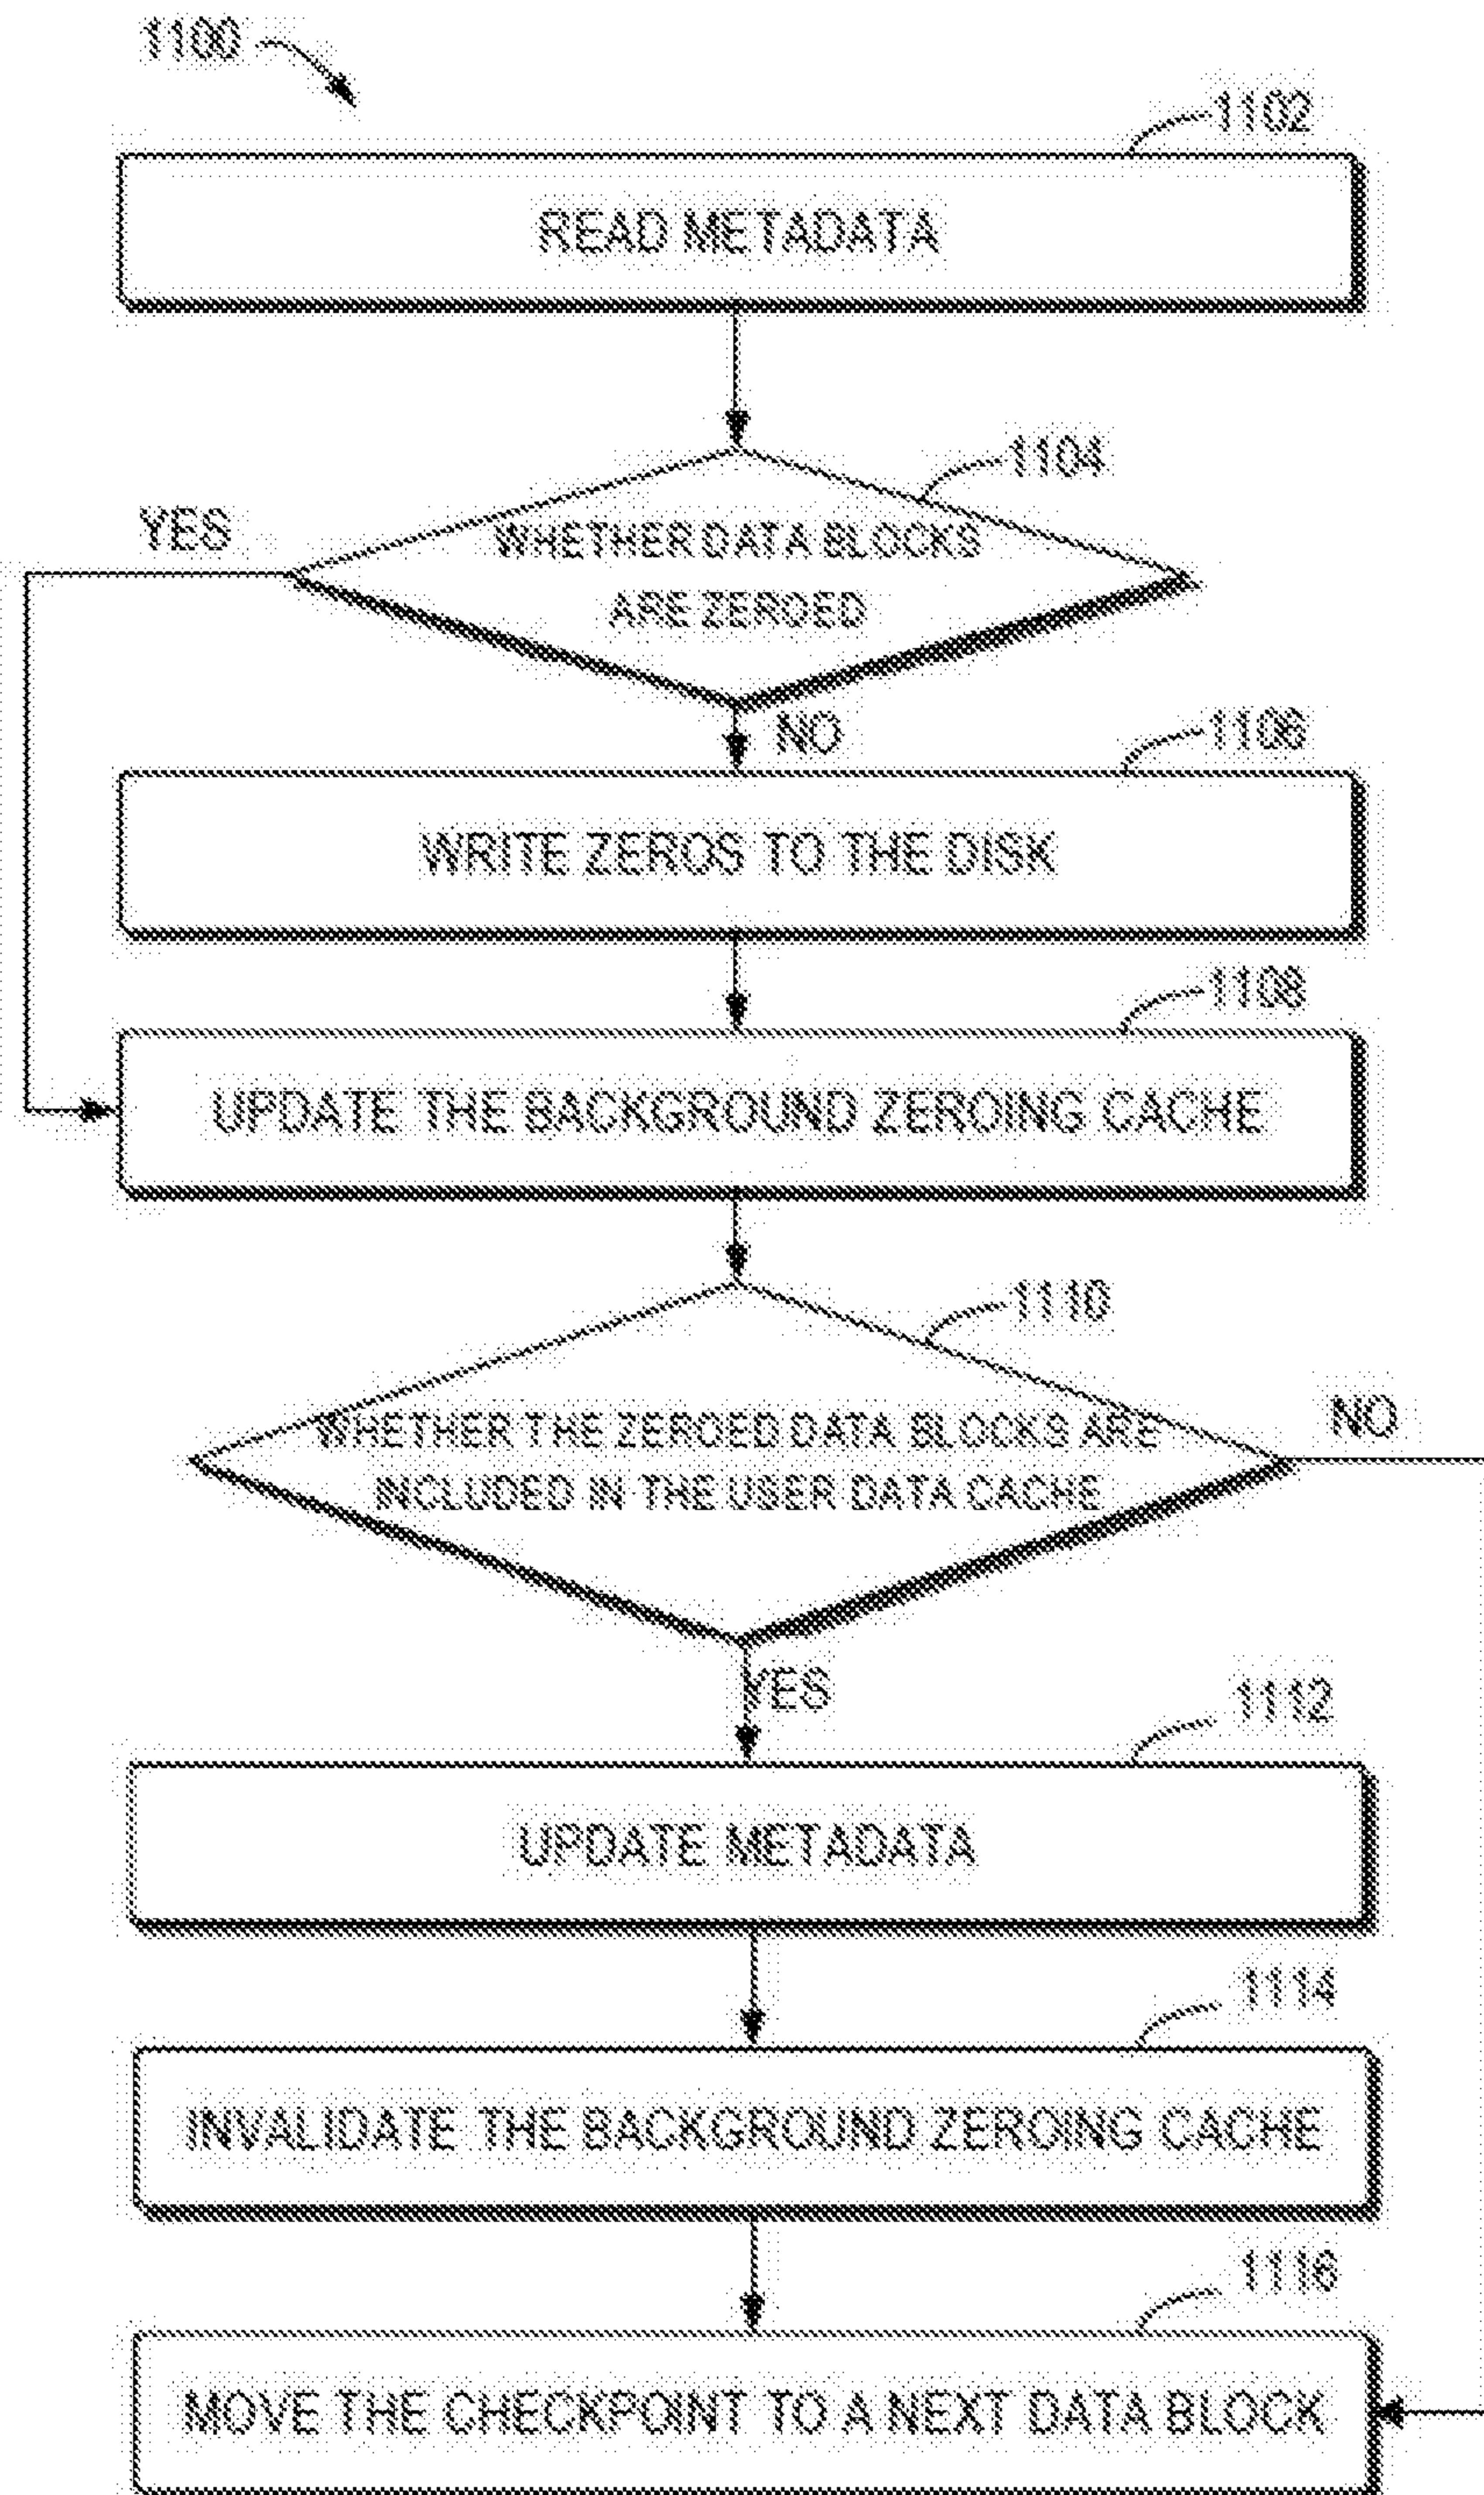 1100
1102
READ METADATA
1104
YES
WHETHER DATA BLOCKS
ARE ZEROED
NO
1106
WRITE ZEROS TO THE DISK
1108
UPDATE THE BACKGROUND ZEROING CACHE
1110
NO
WHETHER THE ZEROED DATA BLOCKS ARE
INCLUDED IN THE USER DATA CACHE
YES
1112
UPDATE METADATA
1114
INVALIDATE THE BACKGROUND ZEROING CACHE
1116
MOVE THE CHECKPOINT TO A NEXT DATA BLOCK